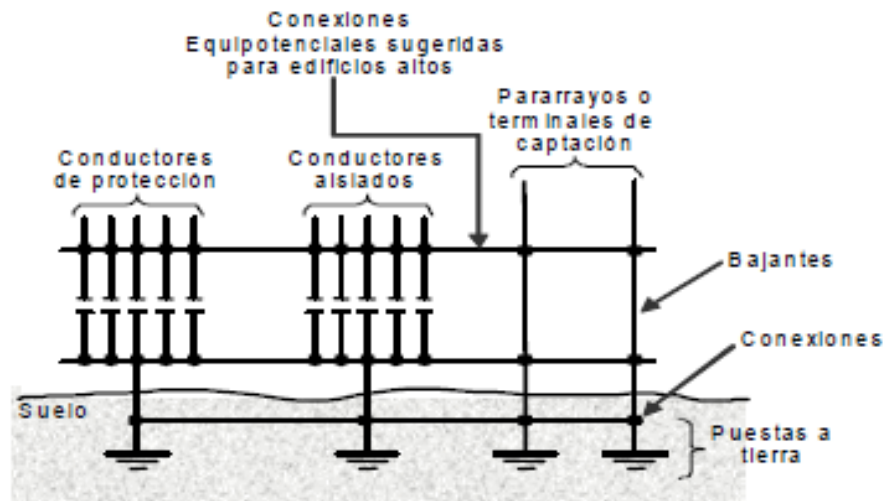 Conexiones
Equipotenciales sugeridas
para edificios altos
Pararrayos o
terminales de
captación
Conductores
de protección
Conductores
aislados
Bajantes
Conexiones
Suelo
Puestas a
tierra